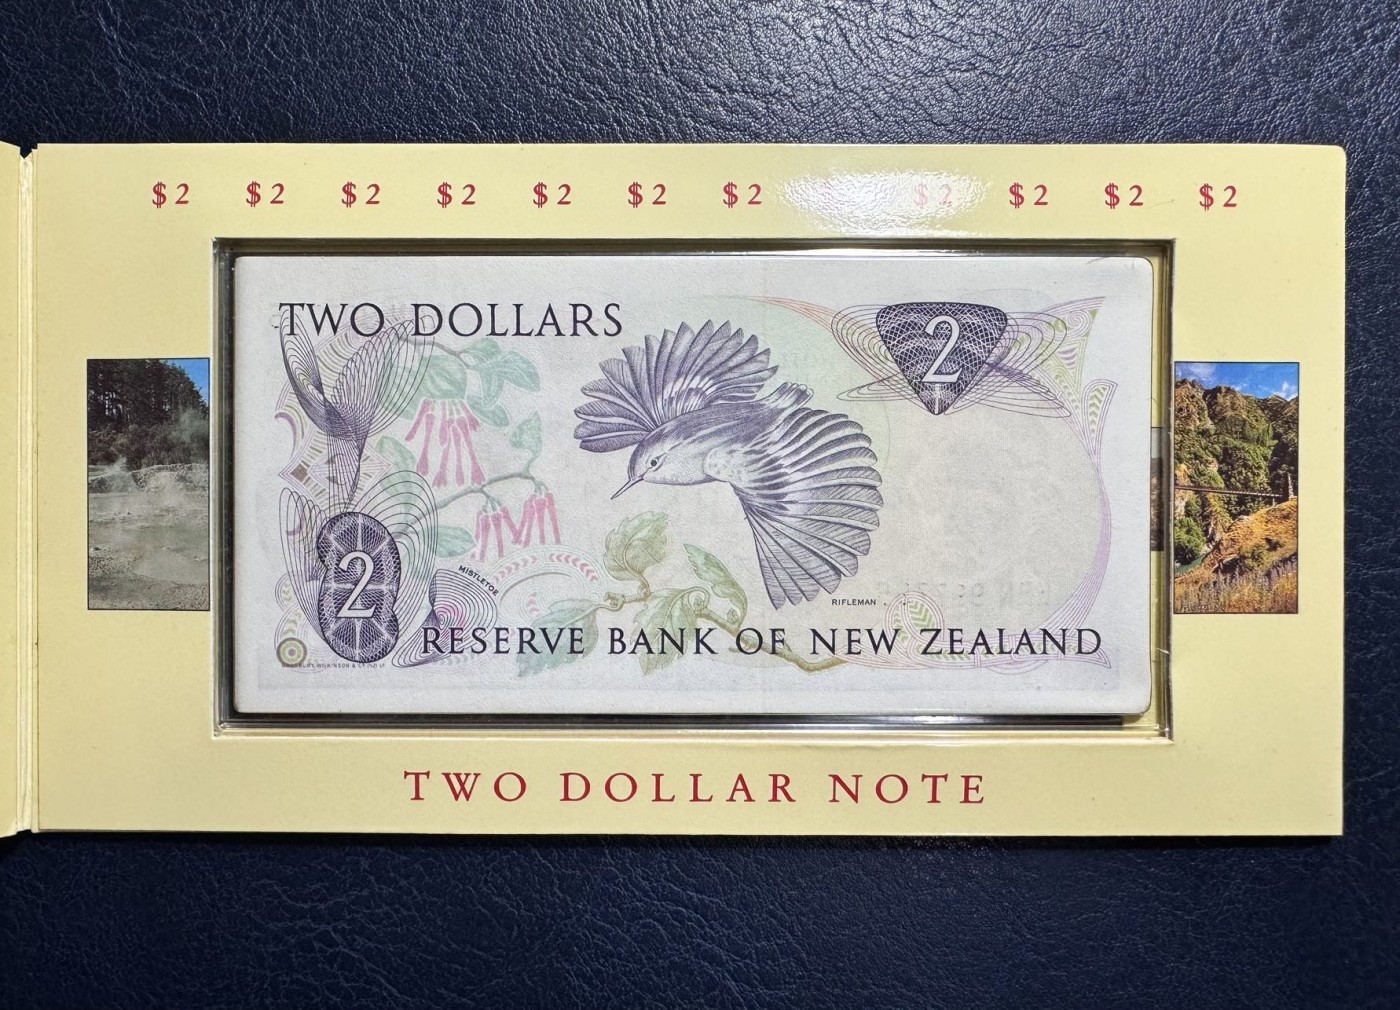 $2 $2 $2 $2 $2 $2 $2 $2 $2 $2 $2
TWO DOLLARS
2
MISTLETOE
2
RIFLEMAN
RESERVE BANK OF NEW ZEALAND
TWO DOLLAR NOTE